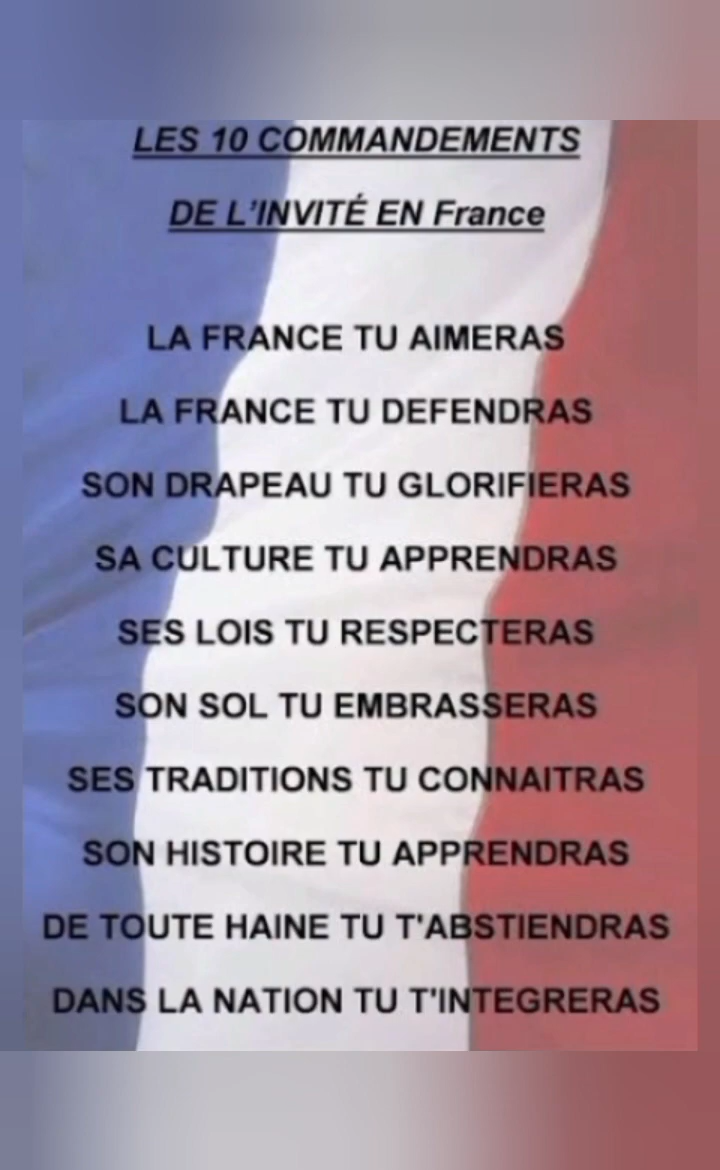 LES 10 COMMANDEMENTS
DE L'INVITÉ EN France
LA FRANCE TU AIMERAS
LA FRANCE TU DEFENDRAS
SON DRAPEAU TU GLORIFIERAS
SA CULTURE TU APPRENDRAS
SES LOIS TU RESPECTERAS
SON SOL TU EMBRASSERAS
SES TRADITIONS TU CONNAITRAS
SON HISTOIRE TU APPRENDRAS
DE TOUTE HAINE TU T'ABSTIENDRAS
DANS LA NATION TU T'INTEGRERAS